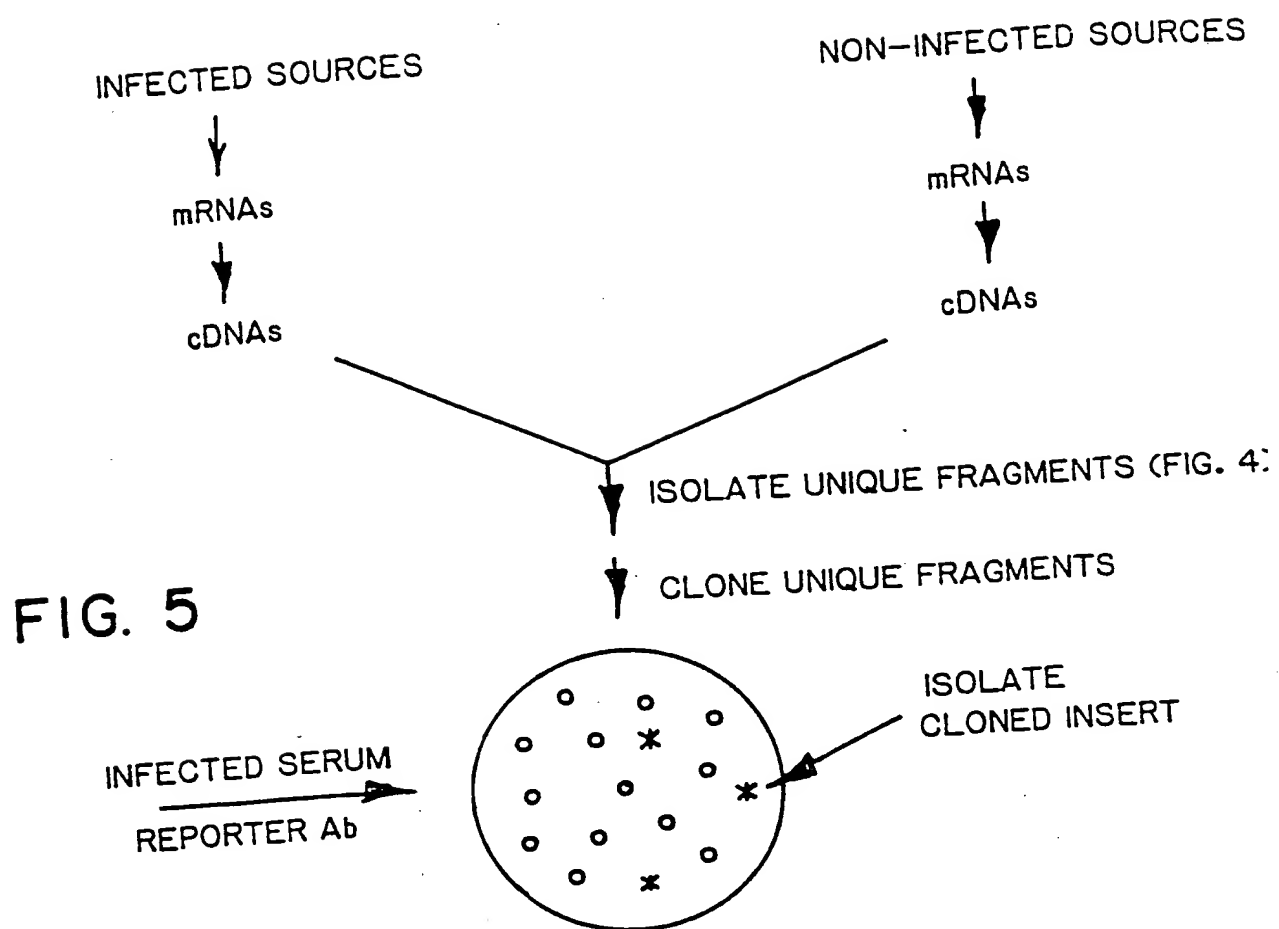 INFECTED SOURCES
mRNAs
cDNAs
NON-INFECTED SOURCES
mRNAs
cDNAs
ISOLATE UNIQUE FRAGMENTS (FIG. 4)
CLONE UNIQUE FRAGMENTS
FIG. 5
INFECTED SERUM
REPORTER Ab
ISOLATE
CLONED INSERT